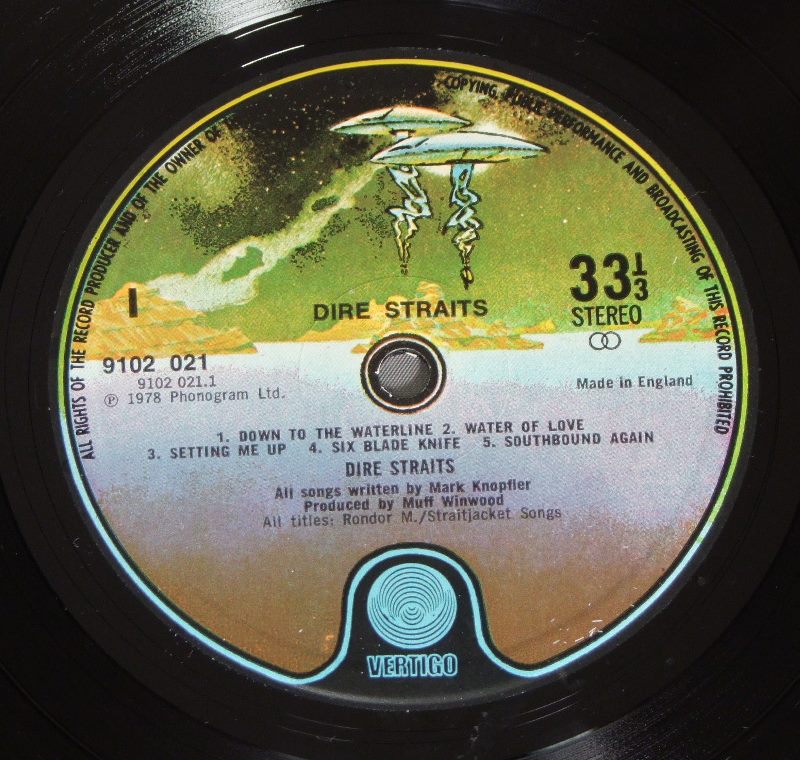 ALL RIGHTS OF THE RECORD PRODUCER AND OF THE OWNER OF
COPYING, PUBLIC PERFORMANCE AND BROADCASTING OF THIS RECORD PROHIBITED
I
DIRE STRAITS
33 1/3
STEREO
9102 021
9102 021.1
Ⓟ 1978 Phonogram Ltd.
Made in England
1. DOWN TO THE WATERLINE 2. WATER OF LOVE
3. SETTING ME UP 4. SIX BLADE KNIFE 5. SOUTHBOUND AGAIN
DIRE STRAITS
All songs written by Mark Knopfler
Produced by Muff Winwood
All titles: Rondor M./Straitjacket Songs
VERTIGO